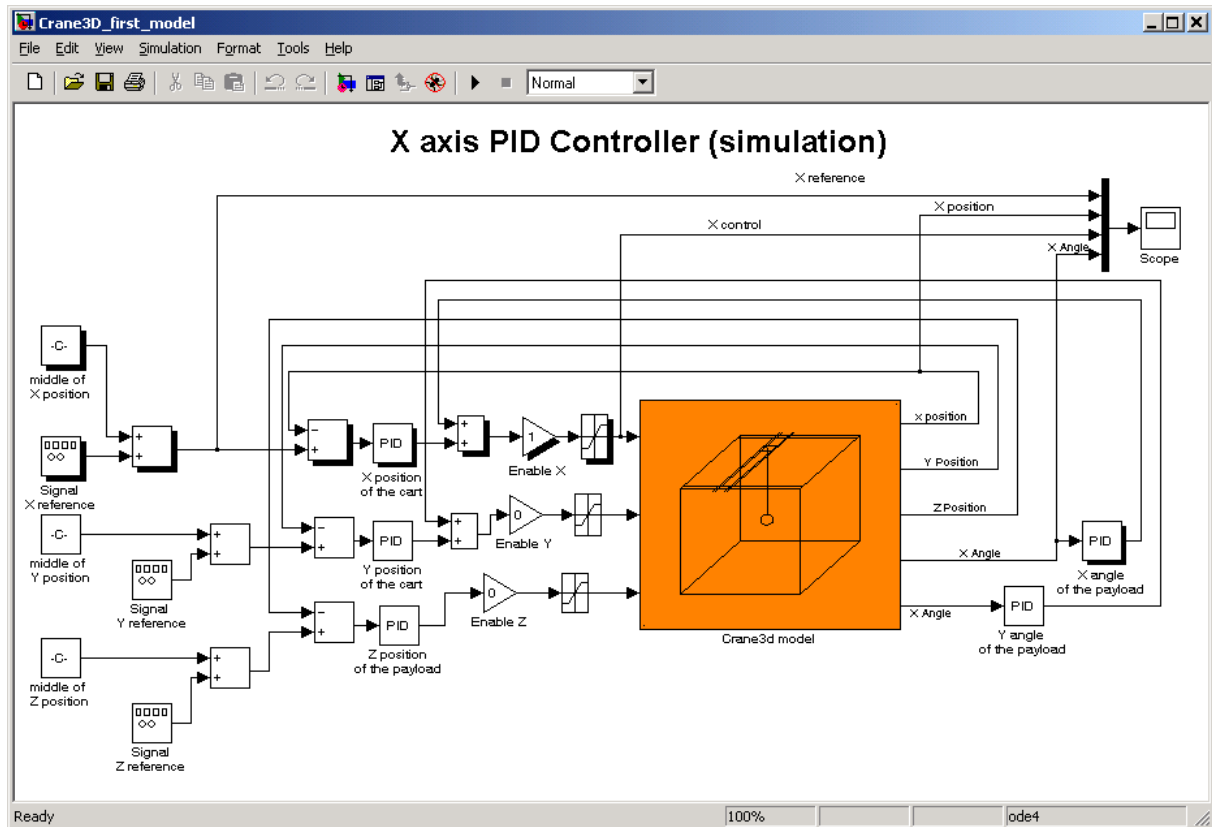 Crane3D_first_model
File Edit View Simulation Format Tools Help
Normal
X axis PID Controller (simulation)
X reference
X position
X control
X Angle
Scope
-C-
middle of
X position
+
+
Signal
X reference
-
+
PID
X position
of the cart
+
+
1
Enable X
x position
Y Position
Z Position
X Angle
X Angle
Crane3d model
PID
X angle
of the payload
PID
Y angle
of the payload
-C-
middle of
Y position
+
+
Signal
Y reference
-
+
PID
Y position
of the cart
+
+
0
Enable Y
-C-
middle of
Z position
+
+
Signal
Z reference
-
+
PID
Z position
of the payload
0
Enable Z
Ready 100% ode4